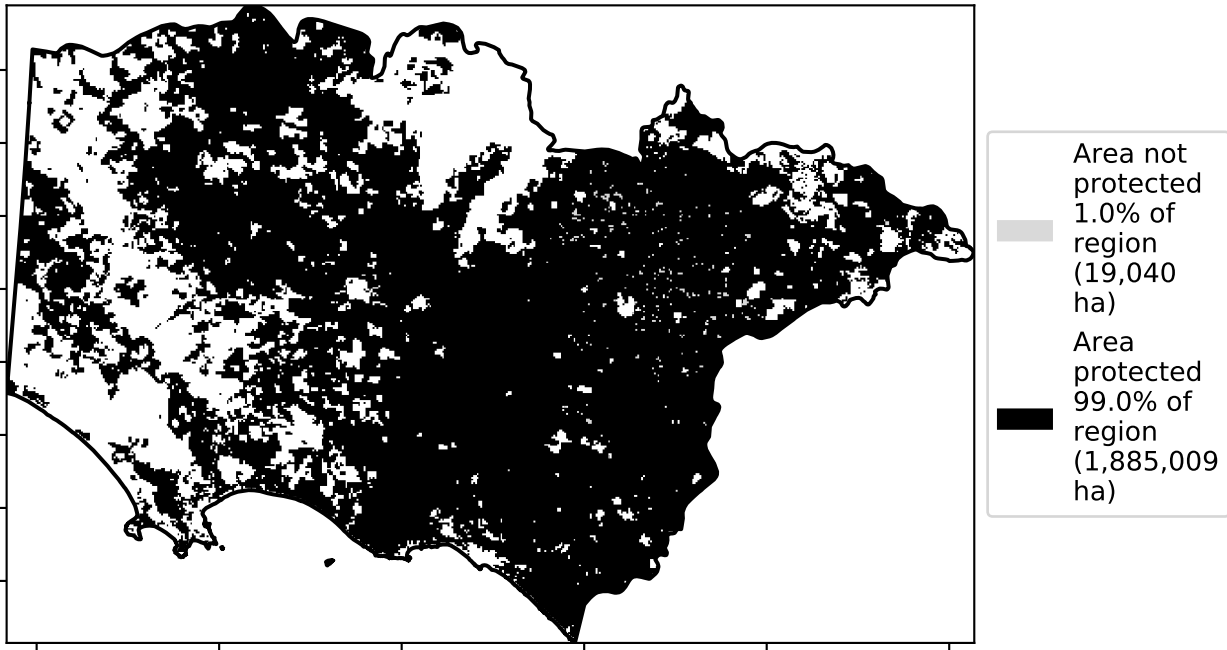 Area not
protected
1.0% of
region
(19,040
ha)
Area
protected
99.0% of
region
(1,885,009
ha)